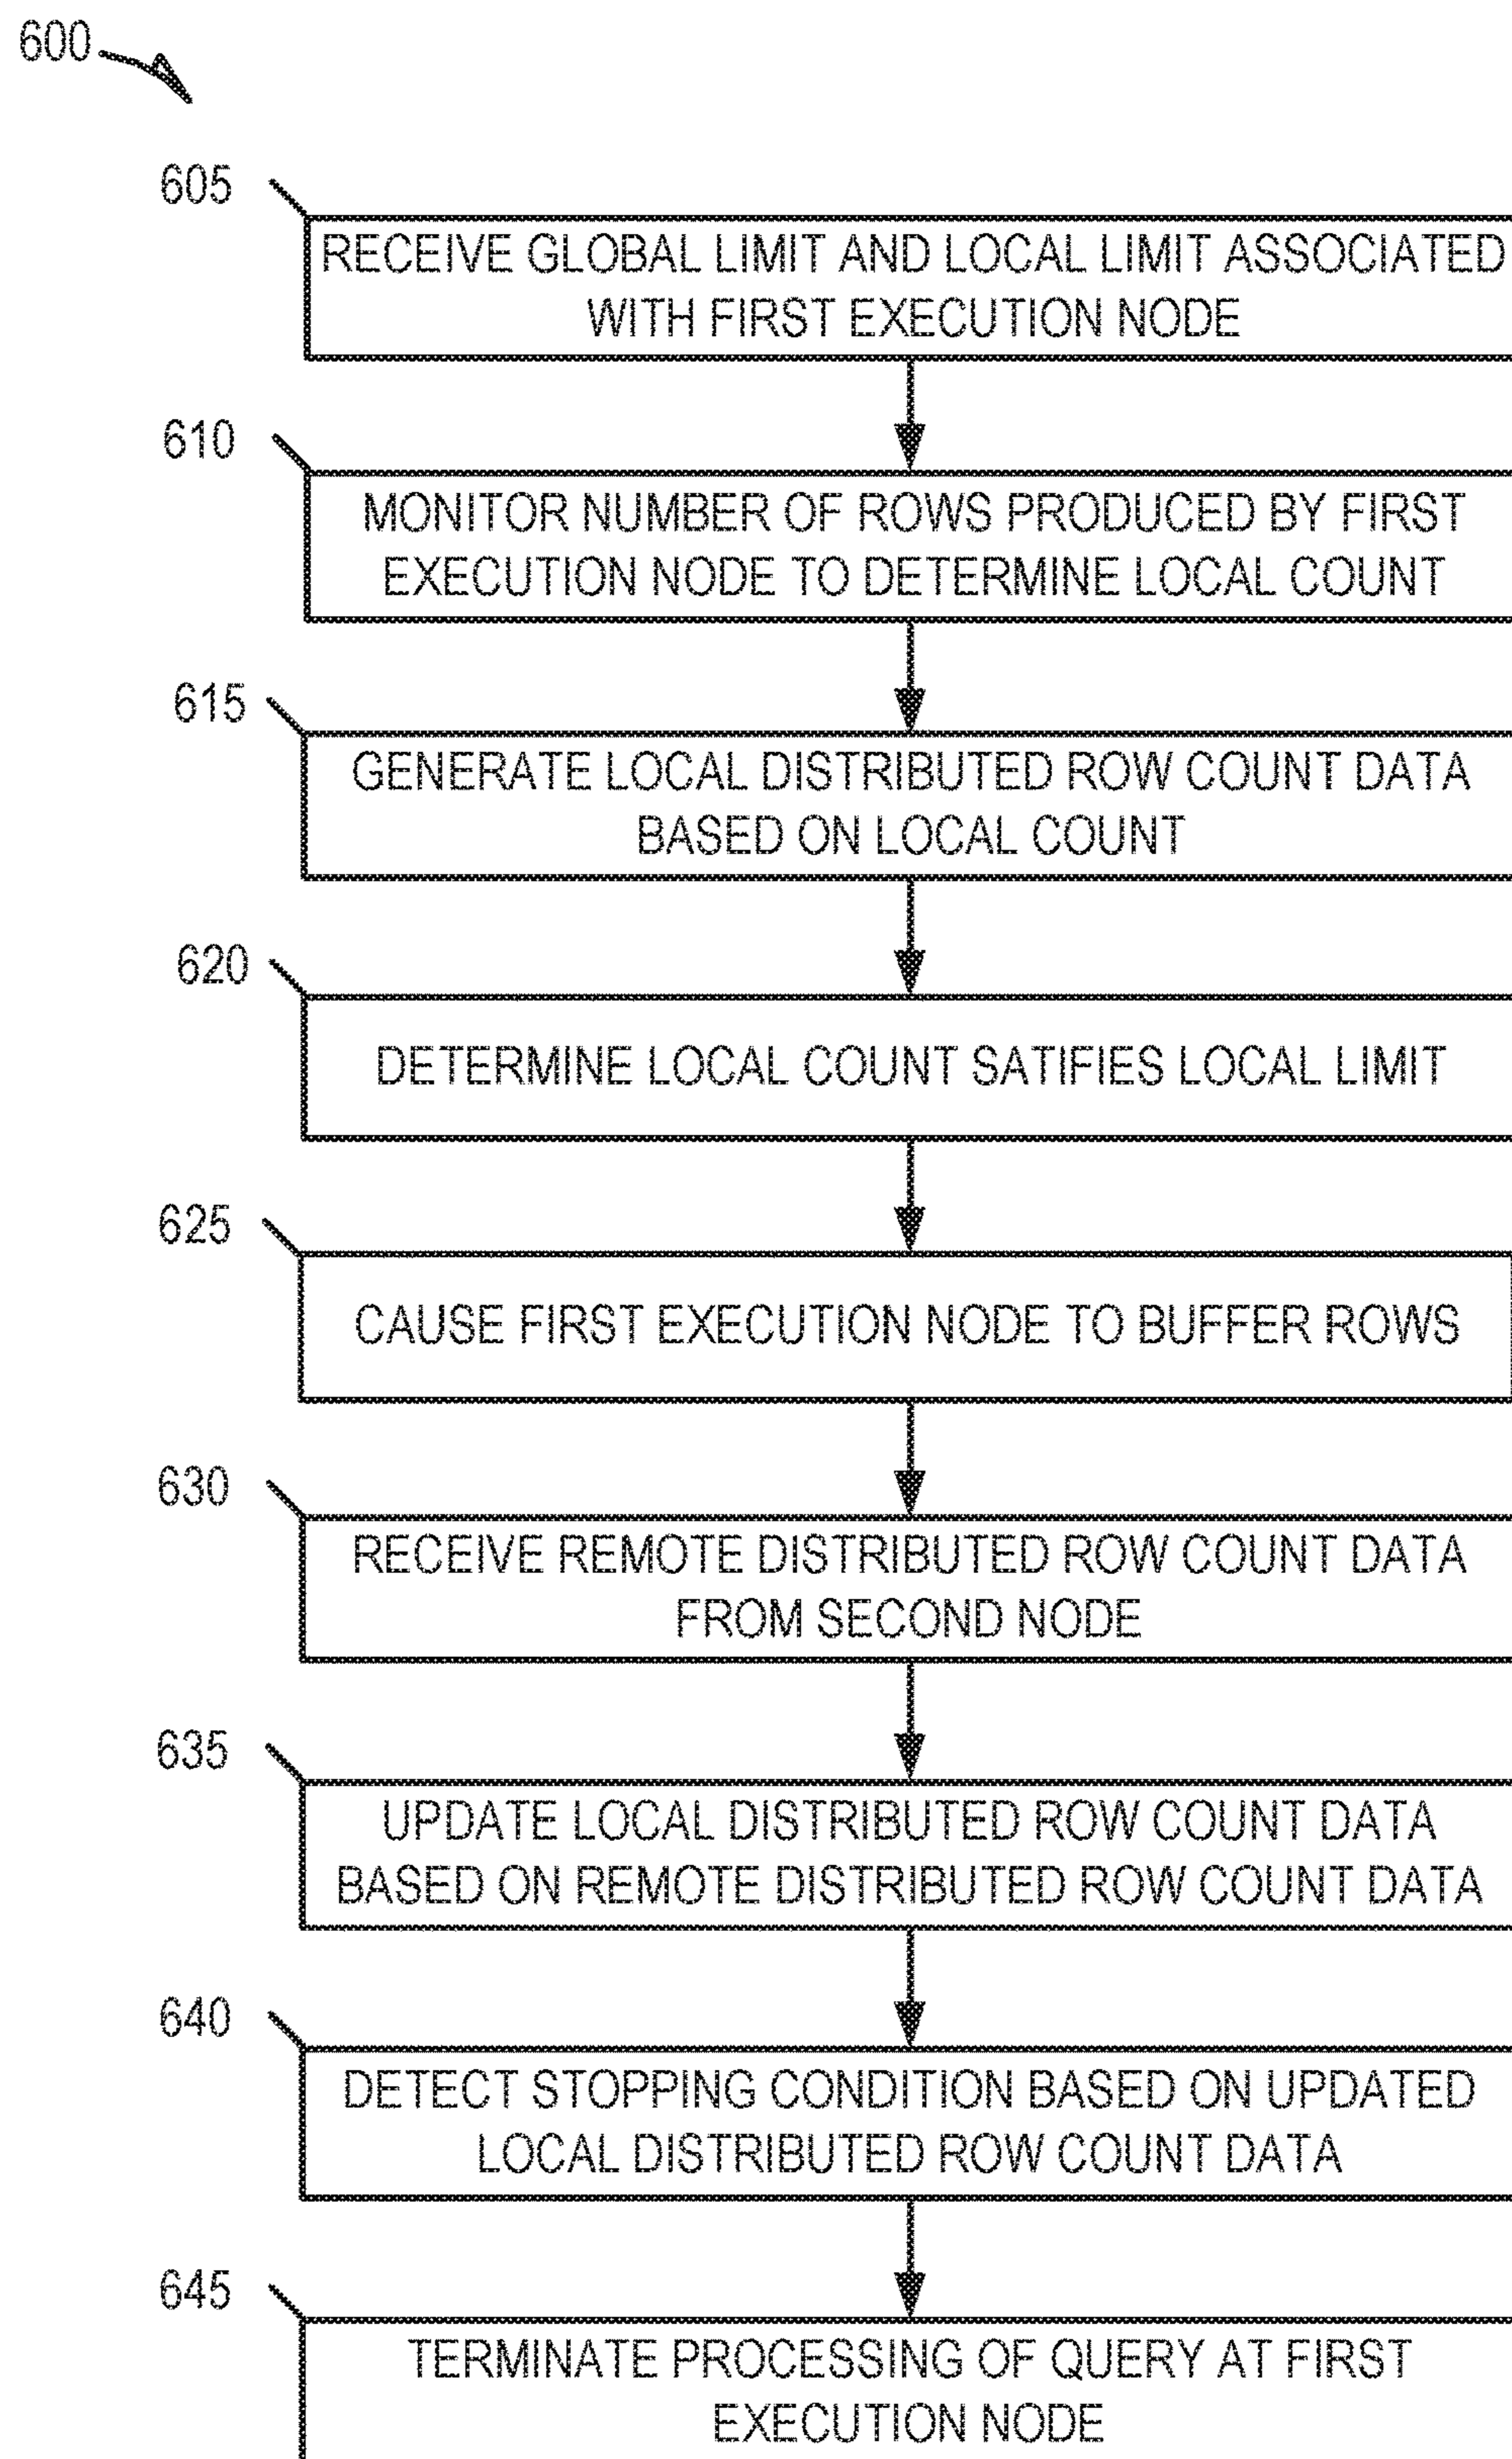 600
605
RECEIVE GLOBAL LIMIT AND LOCAL LIMIT ASSOCIATED
WITH FIRST EXECUTION NODE
610
MONITOR NUMBER OF ROWS PRODUCED BY FIRST
EXECUTION NODE TO DETERMINE LOCAL COUNT
615
GENERATE LOCAL DISTRIBUTED ROW COUNT DATA
BASED ON LOCAL COUNT
620
DETERMINE LOCAL COUNT SATIFIES LOCAL LIMIT
625
CAUSE FIRST EXECUTION NODE TO BUFFER ROWS
630
RECEIVE REMOTE DISTRIBUTED ROW COUNT DATA
FROM SECOND NODE
635
UPDATE LOCAL DISTRIBUTED ROW COUNT DATA
BASED ON REMOTE DISTRIBUTED ROW COUNT DATA
640
DETECT STOPPING CONDITION BASED ON UPDATED
LOCAL DISTRIBUTED ROW COUNT DATA
645
TERMINATE PROCESSING OF QUERY AT FIRST
EXECUTION NODE